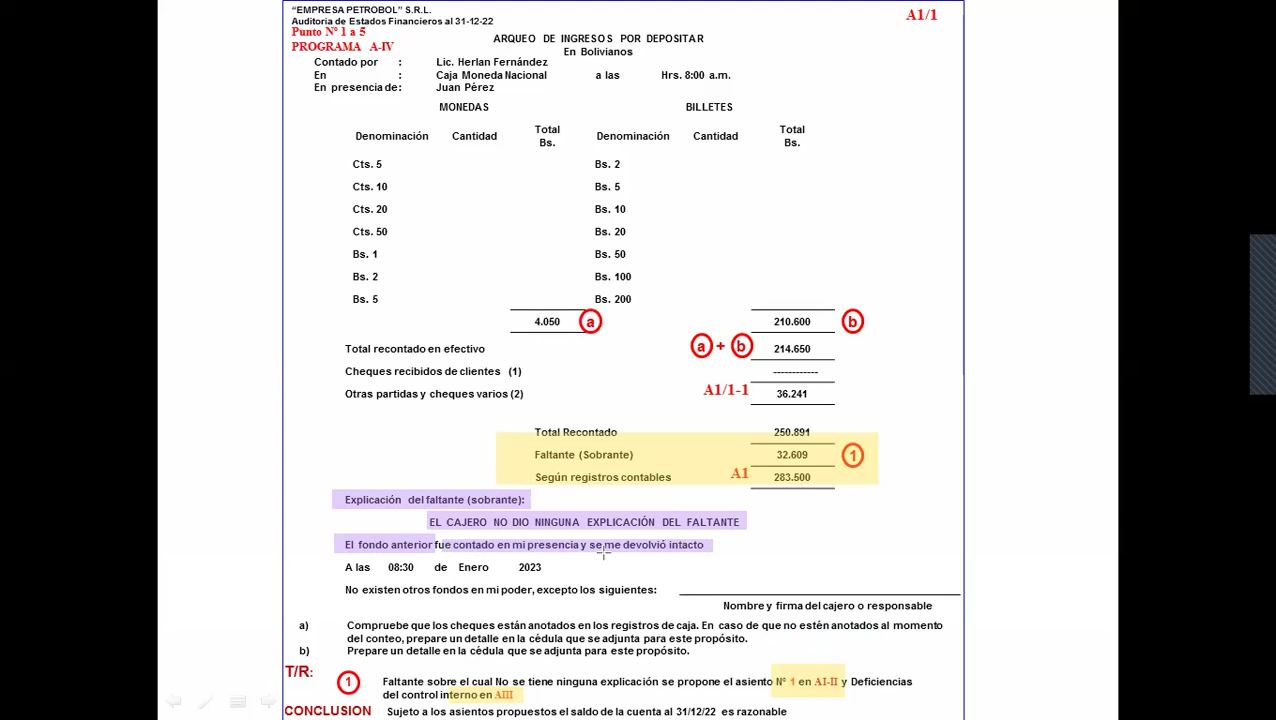 “EMPRESA PETROBOL” S.R.L.
A1/1
Auditoria de Estados Financieros al 31-12-22
Punto Nº 1 a 5
PROGRAMA A-IV
ARQUEO DE INGRESOS POR DEPOSITAR
En Bolivianos
Contado por : Lic. Herlan Fernández
En : Caja Moneda Nacional a las Hrs. 8:00 a.m.
En presencia de: Juan Pérez
MONEDAS BILLETES
Denominación Cantidad Total Bs. Denominación Cantidad Total Bs.
Cts. 5 Bs. 2
Cts. 10 Bs. 5
Cts. 20 Bs. 10
Cts. 50 Bs. 20
Bs. 1 Bs. 50
Bs. 2 Bs. 100
Bs. 5 Bs. 200
4.050 a 210.600 b
Total recontado en efectivo a + b 214.650
Cheques recibidos de clientes (1) ------------
Otras partidas y cheques varios (2) A1/1-1 36.241
Total Recontado 250.891
Faltante (Sobrante) 32.609 1
Según registros contables A1 283.500
Explicación del faltante (sobrante):
EL CAJERO NO DIO NINGUNA EXPLICACIÓN DEL FALTANTE
El fondo anterior fue contado en mi presencia y se me devolvió intacto
A las 08:30 de Enero 2023
No existen otros fondos en mi poder, excepto los siguientes:
Nombre y firma del cajero o responsable
a) Compruebe que los cheques están anotados en los registros de caja. En caso de que no estén anotados al momento
del conteo, prepare un detalle en la cédula que se adjunta para este propósito.
b) Prepare un detalle en la cédula que se adjunta para este propósito.
T/R:
1 Faltante sobre el cual No se tiene ninguna explicación se propone el asiento Nº 1 en AI-II y Deficiencias
del control interno en AIII
CONCLUSION Sujeto a los asientos propuestos el saldo de la cuenta al 31/12/22 es razonable